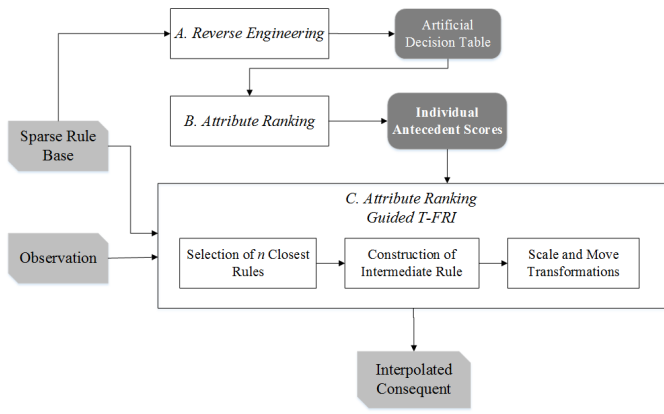 A. Reverse Engineering
Artificial
Decision Table
B. Attribute Ranking
Individual
Antecedent Scores
Sparse Rule
Base
C. Attribute Ranking
Guided T-FRI
Observation
Selection of n Closest
Rules
Construction of
Intermediate Rule
Scale and Move
Transformations
Interpolated
Consequent